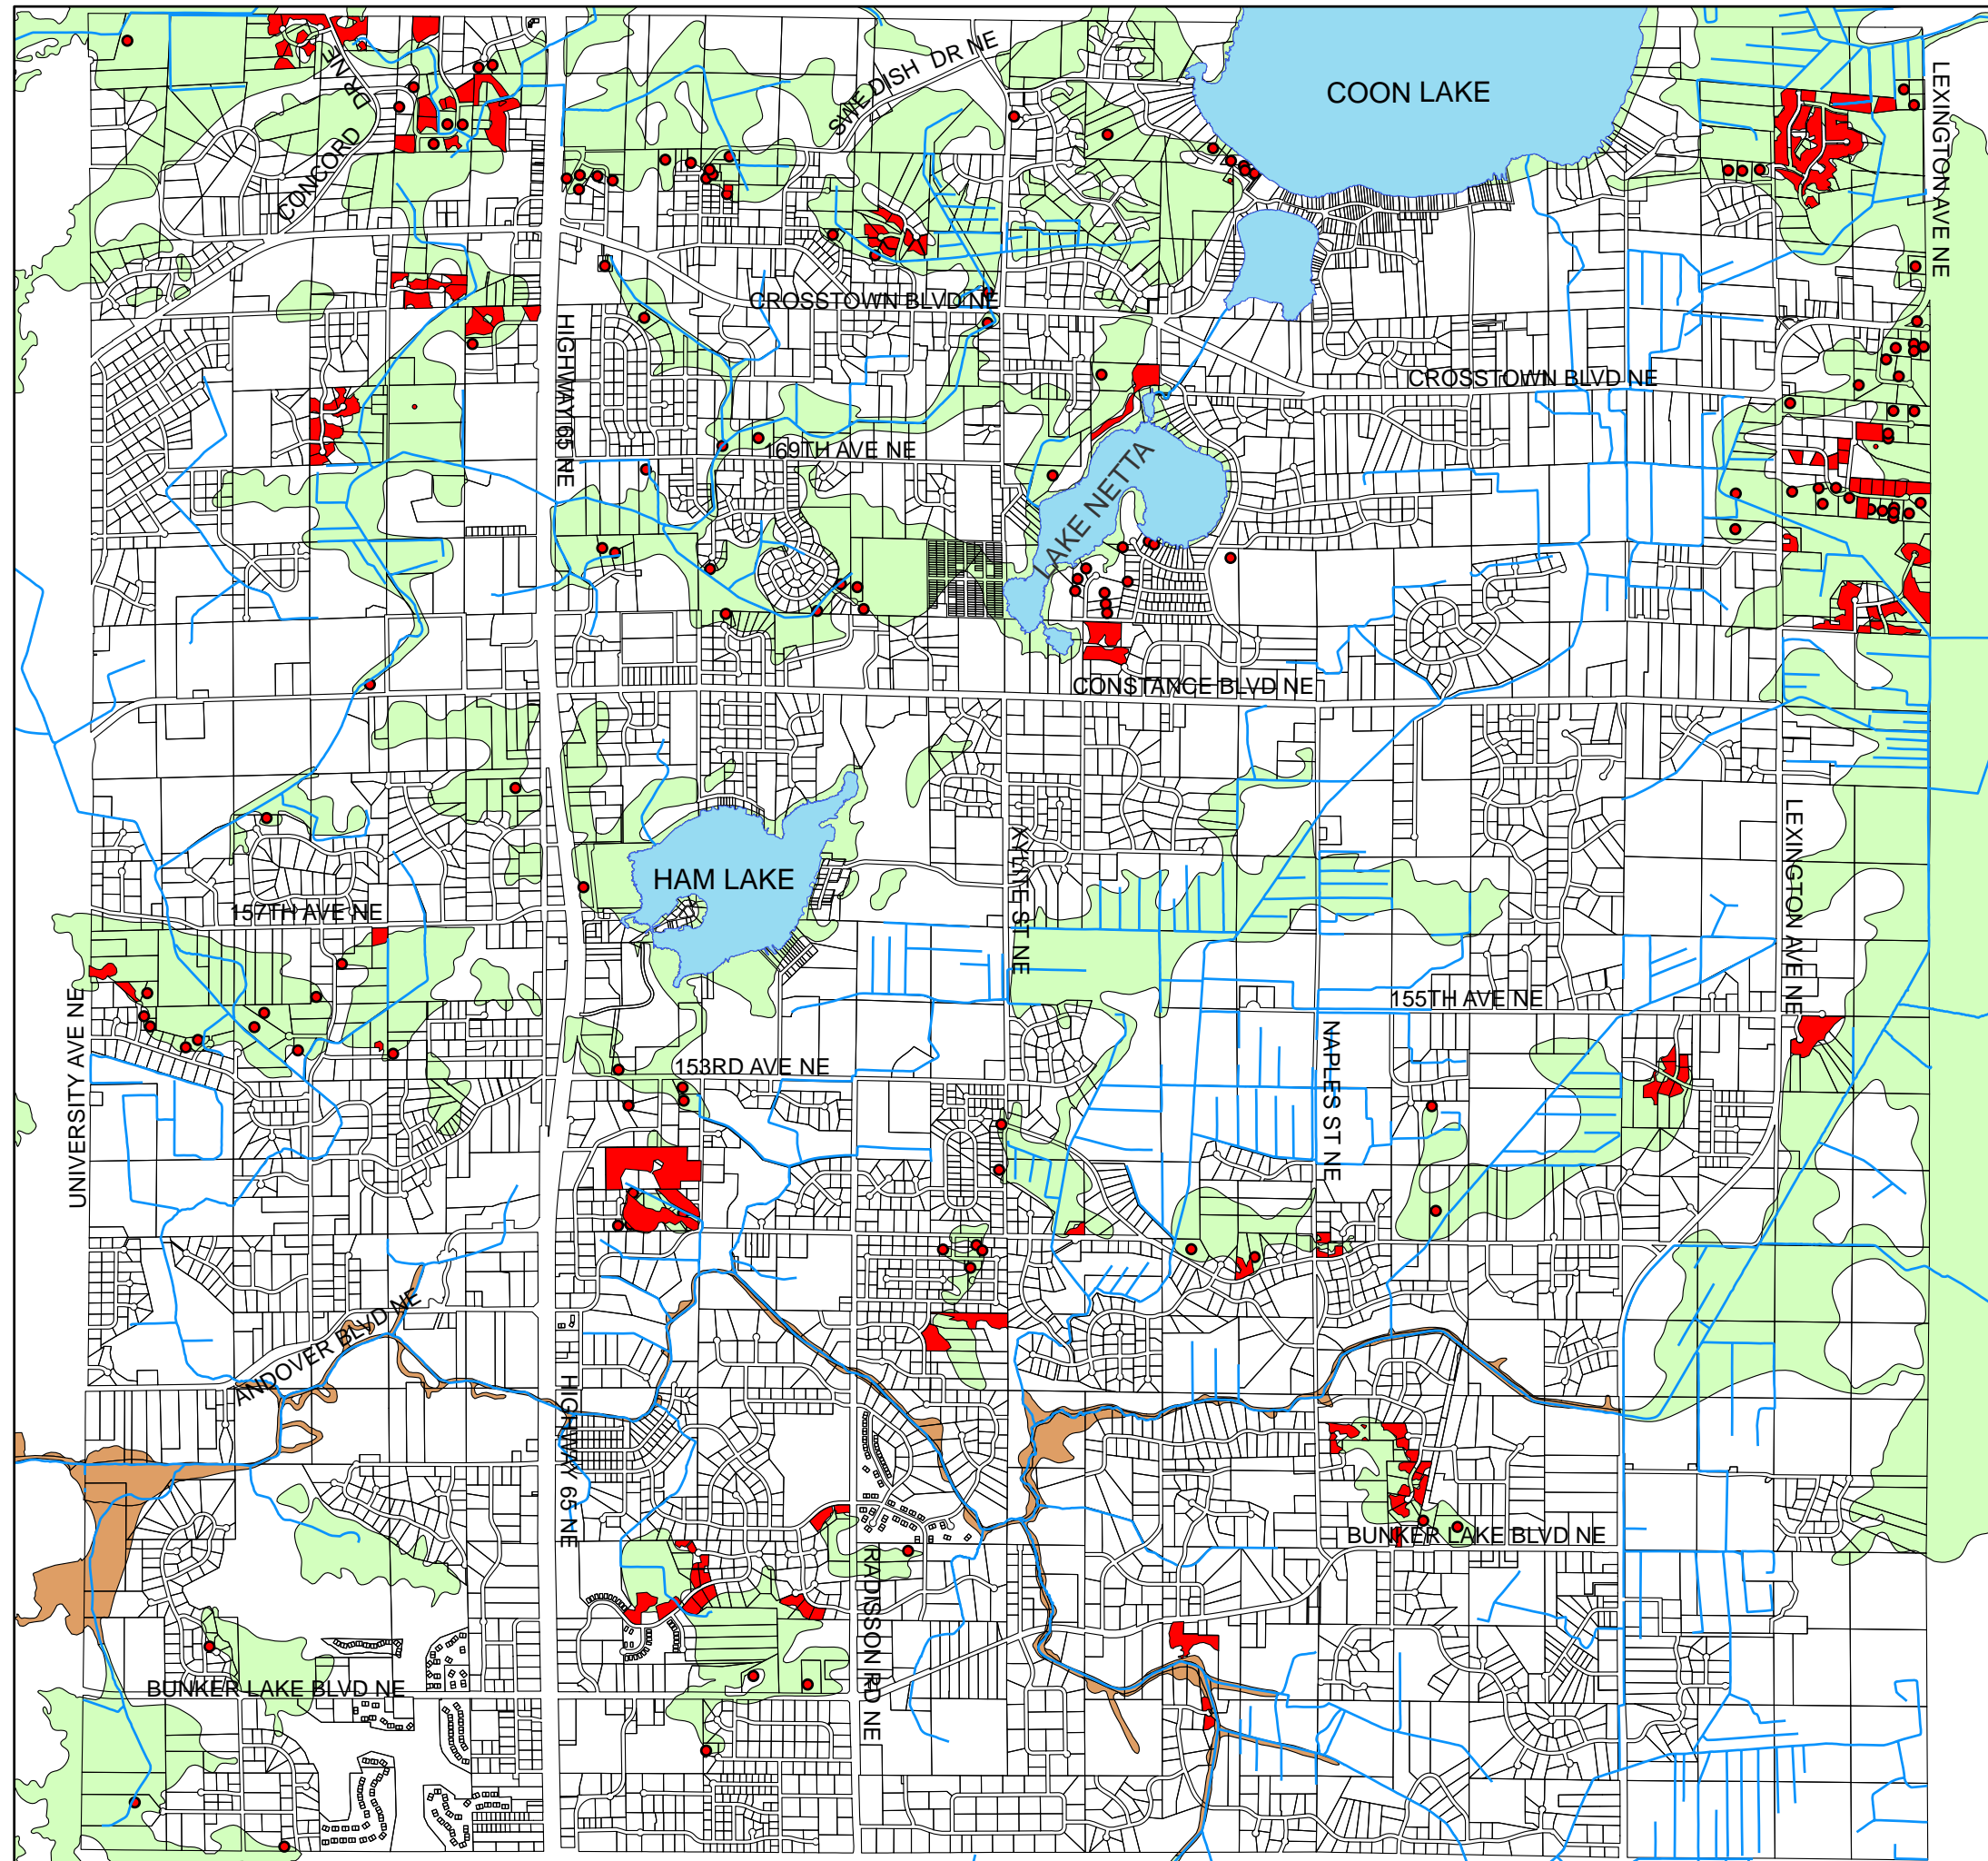 COON LAKE
SWEDISH DR NE
CONCORD DR NE
LEXINGTON AVE NE
CROSSTOWN BLVD NE
HIGHWAY 65 NE
CROSSTOWN BLVD NE
169TH AVE NE
LAKE NETTA
CONSTANCE BLVD NE
LEXINGTON AVE NE
XYLITE ST NE
HAM LAKE
157TH AVE NE
UNIVERSITY AVE NE
155TH AVE NE
NAPLES ST NE
153RD AVE NE
ANDOVER BLVD NE
HIGHWAY 65 NE
BUNKER LAKE BLVD NE
RADISSON RD NE
BUNKER LAKE BLVD NE